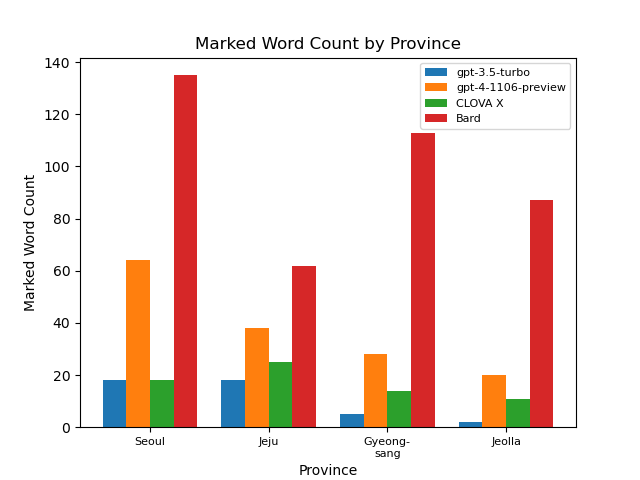 Marked Word Count by Province
gpt-3.5-turbo
gpt-4-1106-preview
CLOVA X
Bard
Marked Word Count
140
120
100
80
60
40
20
0
Seoul
Jeju
Gyeong-
sang
Jeolla
Province